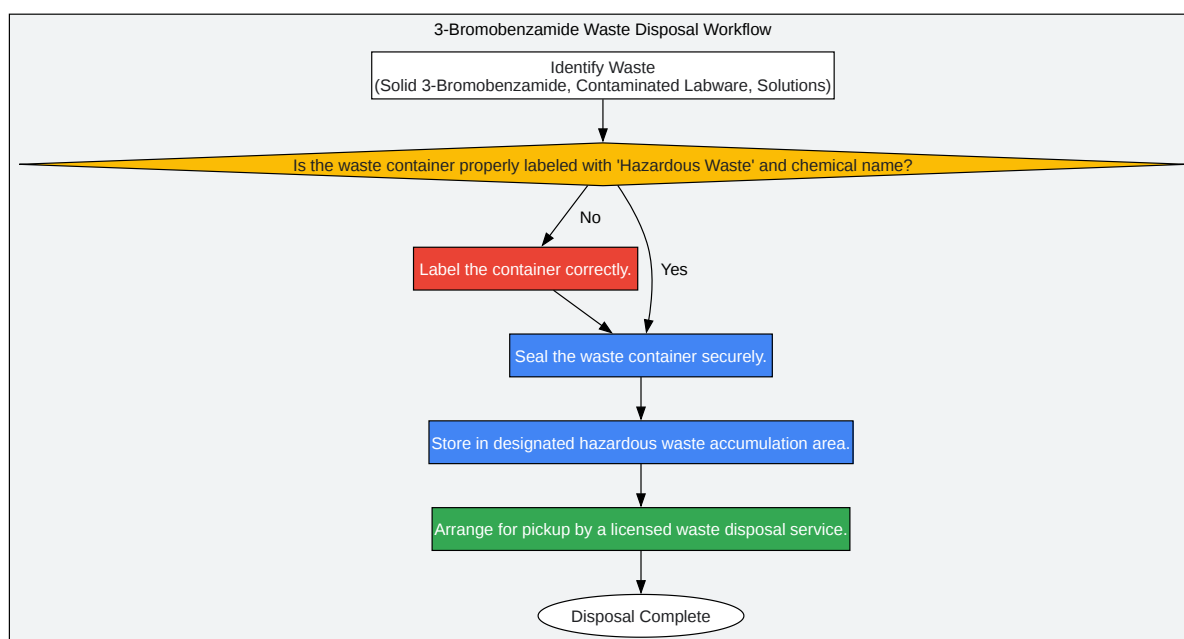 3-Bromobenzamide Waste Disposal Workflow
Identify Waste
(Solid 3-Bromobenzamide, Contaminated Labware, Solutions)
Is the waste container properly labeled with 'Hazardous Waste' and chemical name?
No
Label the container correctly.
Yes
Seal the waste container securely.
Store in designated hazardous waste accumulation area.
Arrange for pickup by a licensed waste disposal service.
Disposal Complete